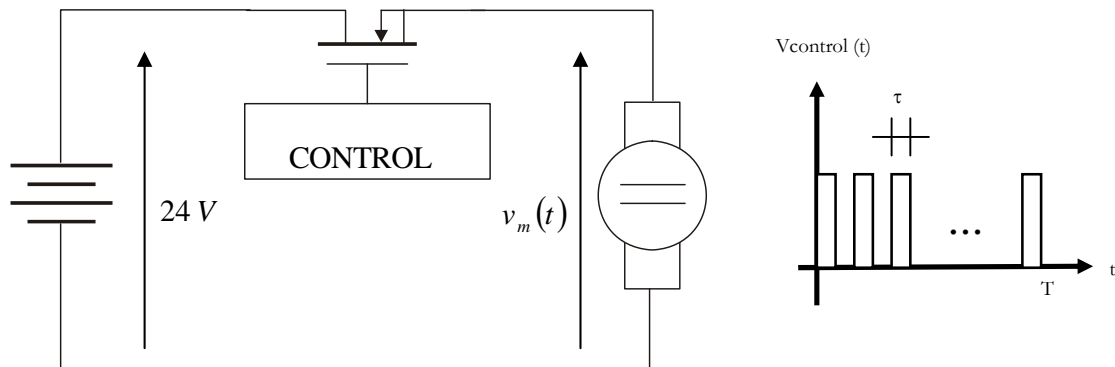 CONTROL
24 V
v_m(t)
Vcontrol (t)
τ
...
t
T